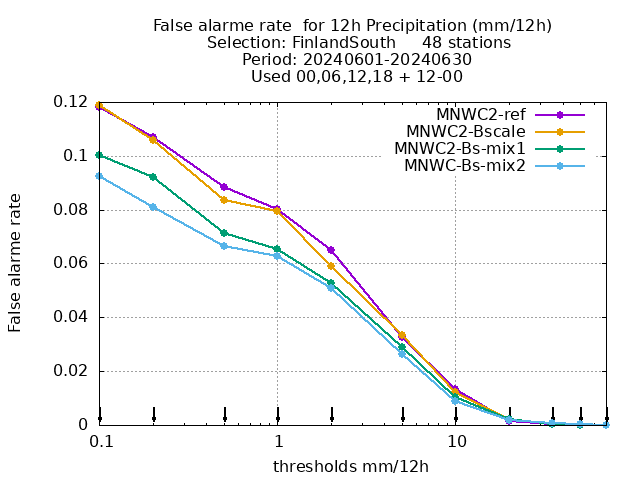 False alarme rate  for 12h Precipitation (mm/12h)
Selection: FinlandSouth     48 stations
Period: 20240601-20240630
Used 00,06,12,18 + 12-00
MNWC2-ref
MNWC2-Bscale
MNWC2-Bs-mix1
MNWC-Bs-mix2
False alarme rate
0.12
0.1
0.08
0.06
0.04
0.02
0
0.1
1
10
thresholds mm/12h